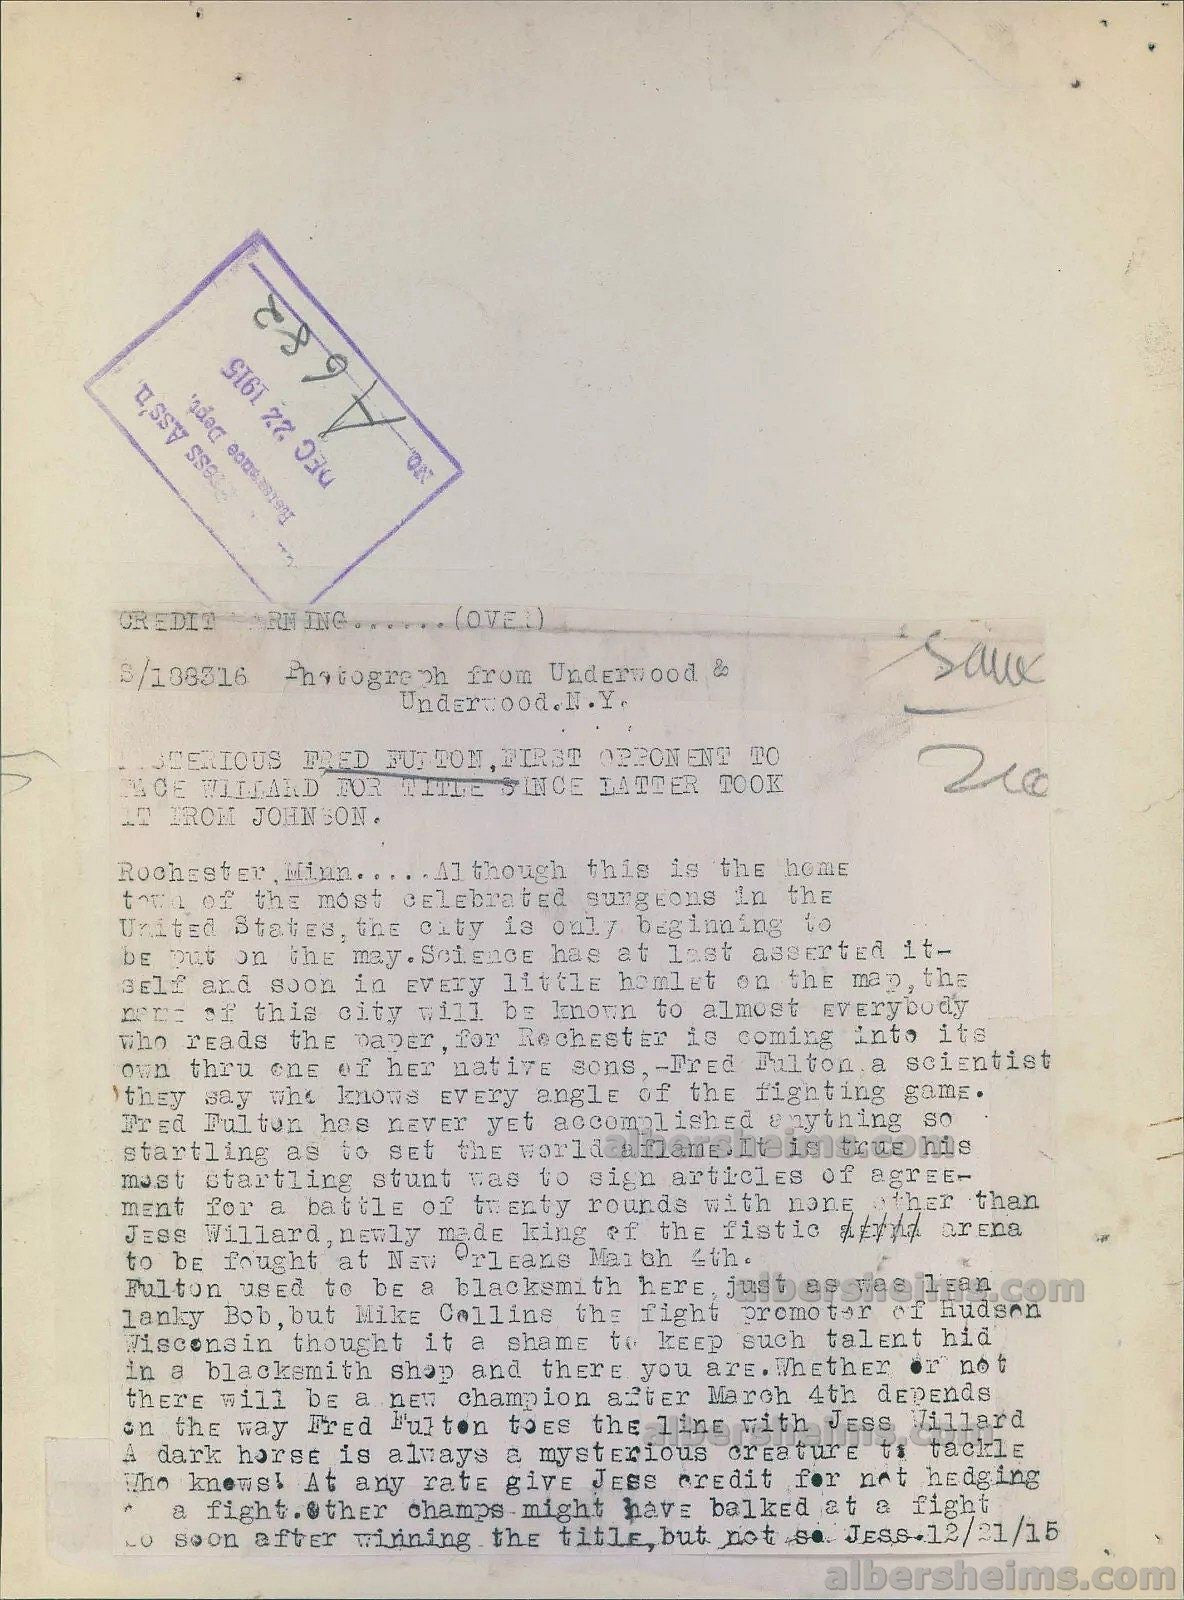 No. A682
DEC 22 1915
Reference Dept.
Press Ass'n.
CREDIT ......(OVER)
S/188316 Photograph from Underwood &
Underwood.N.Y.
MYSTERIOUS FRED FULTON,FIRST OPPONENT TO
FACE WILLARD FOR TITLE SINCE LATTER TOOK
IT FROM JOHNSON.
Rochester,Minn.....Although this is the home
town of the most celebrated surgeons in the
United States,the city is only beginning to
be put on the may.Science has at last asserted it-
self and soon in every little hamlet on the map,the
name of this city will be known to almost everybody
who reads the paper,for Rochester is coming into its
own thru one of her native sons,-Fred Fulton,a scientist
they say who knows every angle of the fighting game.
Fred Fulton has never yet accomplished anything so
startling as to set the world aflame.It is true his
most startling stunt was to sign articles of agree-
ment for a battle of twenty rounds with none other than
Jess Willard,newly made king of the fistic arena
to be fought at New Orleans March 4th.
Fulton used to be a blacksmith here,just as was lean
lanky Bob,but Mike Collins the fight promoter of Hudson
Wisconsin thought it a shame to keep such talent hid
in a blacksmith shop and there you are.Whether or not
there will be a new champion after March 4th depends
on the way Fred Fulton toes the line with Jess Willard
A dark horse is always a mysterious creature to tackle
Who knows! At any rate give Jess credit for not hedging
a fight.Other champs might have balked at a fight
so soon after winning the title,but not so Jess.12/21/15
albersheims.com
albersheims.com
albersheims.com
albersheims.com